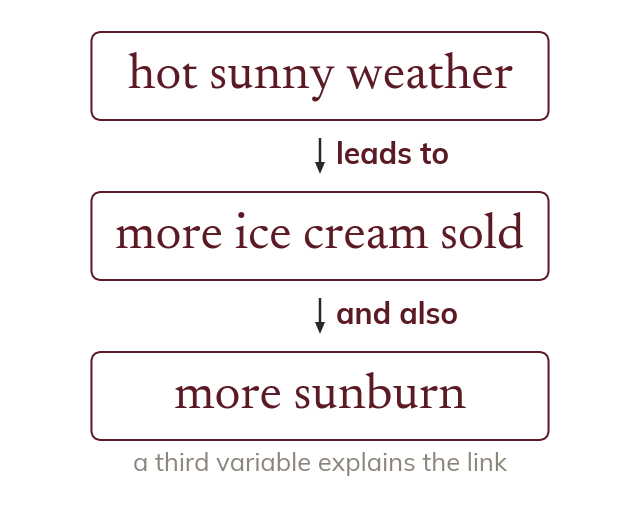 hot sunny weather
leads to
more ice cream sold
and also
more sunburn
a third variable explains the link